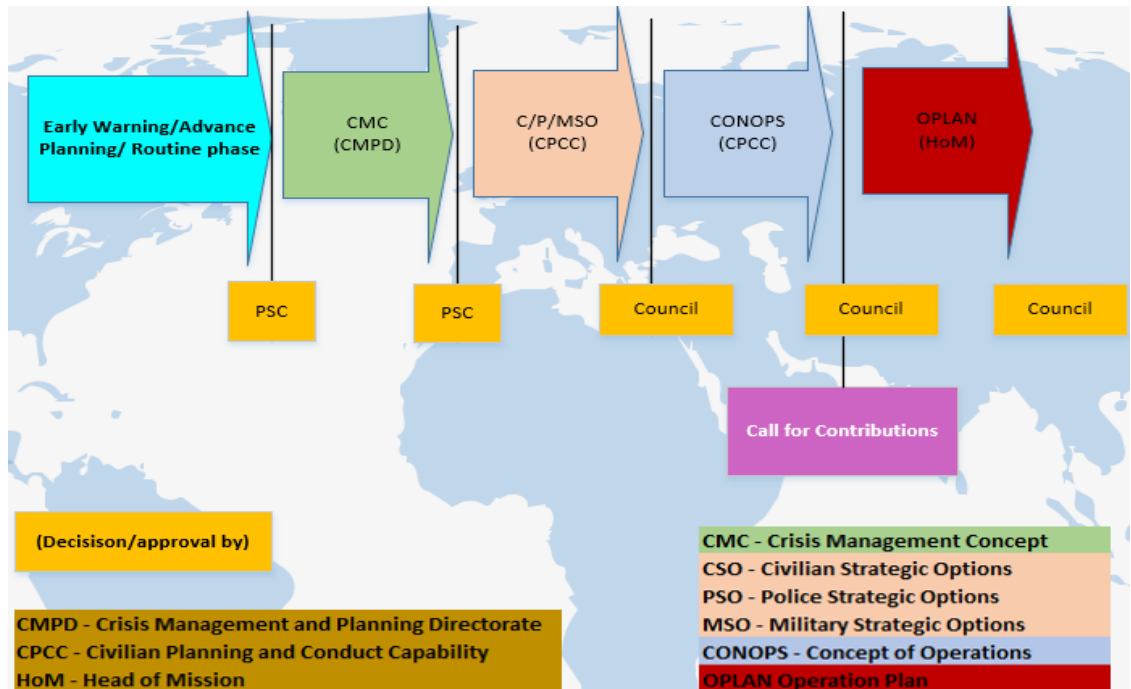 Early Warning/Advance
Planning/ Routine phase
CMC
(CMPD)
C/P/MSO
(CPCC)
CONOPS
(CPCC)
OPLAN
(HoM)
PSC
PSC
Council
Council
Council
Call for Contributions
(Decisison/approval by)
CMPD - Crisis Management and Planning Directorate
CPCC - Civilian Planning and Conduct Capability
HoM - Head of Mission
CMC - Crisis Management Concept
CSO - Civilian Strategic Options
PSO - Police Strategic Options
MSO - Military Strategic Options
CONOPS - Concept of Operations
OPLAN Operation Plan